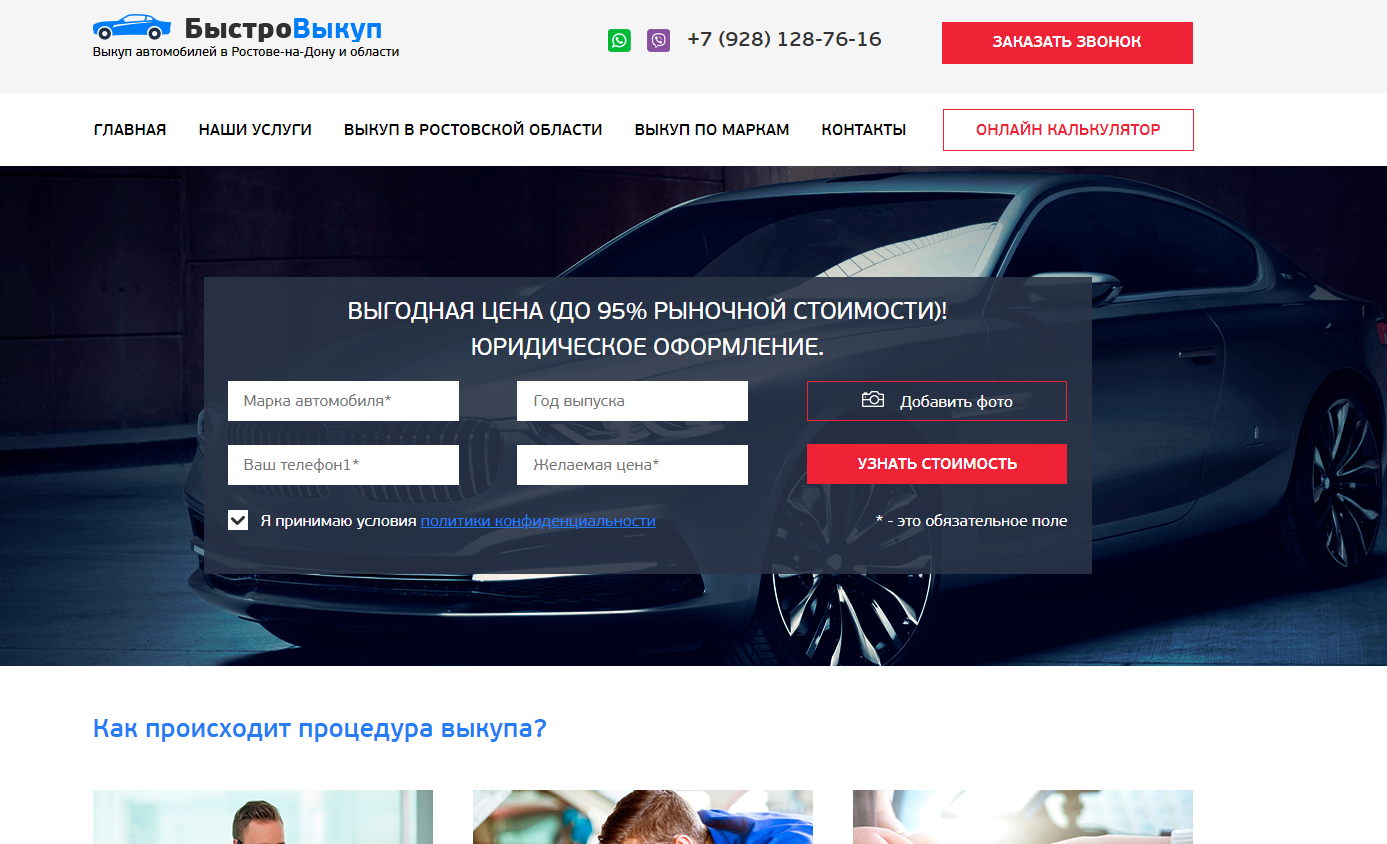 БыстроВыкуп
Выкуп автомобилей в Ростове-на-Дону и области
+7 (928) 128-76-16
ЗАКАЗАТЬ ЗВОНОК
ГЛАВНАЯ
НАШИ УСЛУГИ
ВЫКУП В РОСТОВСКОЙ ОБЛАСТИ
ВЫКУП ПО МАРКАМ
КОНТАКТЫ
ОНЛАЙН КАЛЬКУЛЯТОР
ВЫГОДНАЯ ЦЕНА (ДО 95% РЫНОЧНОЙ СТОИМОСТИ)!
ЮРИДИЧЕСКОЕ ОФОРМЛЕНИЕ.
Марка автомобиля*
Год выпуска
Добавить фото
Ваш телефон1*
Желаемая цена*
УЗНАТЬ СТОИМОСТЬ
Я принимаю условия политики конфиденциальности
* - это обязательное поле
Как происходит процедура выкупа?